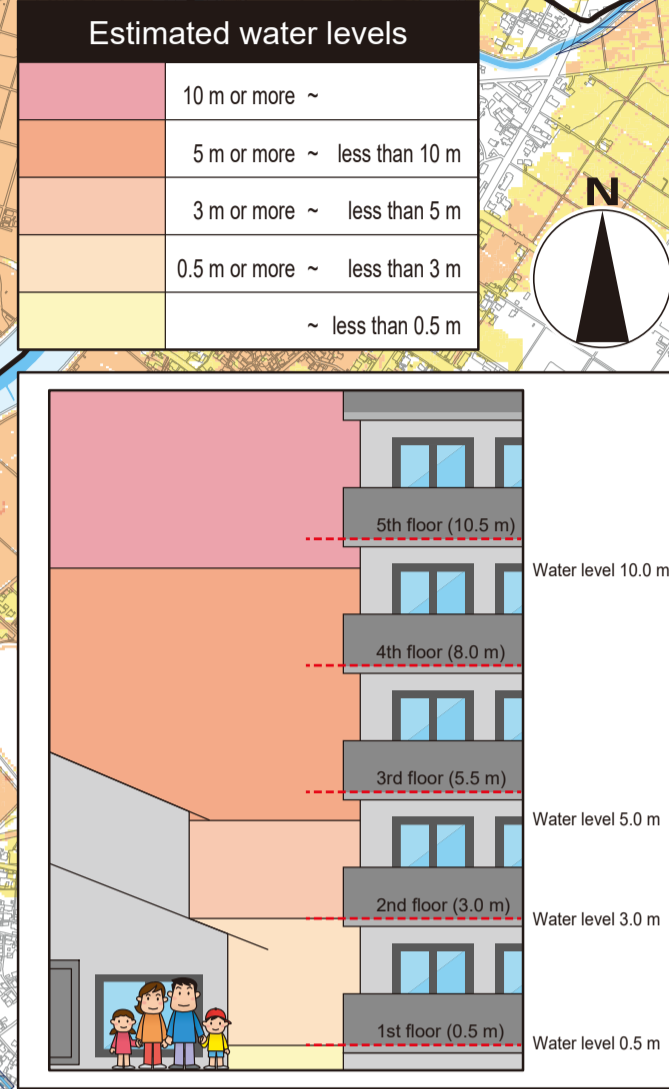 Estimated water levels
10 m or more ~
5 m or more ~ less than 10 m
3 m or more ~ less than 5 m
0.5 m or more ~ less than 3 m
~ less than 0.5 m
N
5th floor (10.5 m)
Water level 10.0 m
4th floor (8.0 m)
3rd floor (5.5 m)
Water level 5.0 m
2nd floor (3.0 m)
Water level 3.0 m
1st floor (0.5 m)
Water level 0.5 m